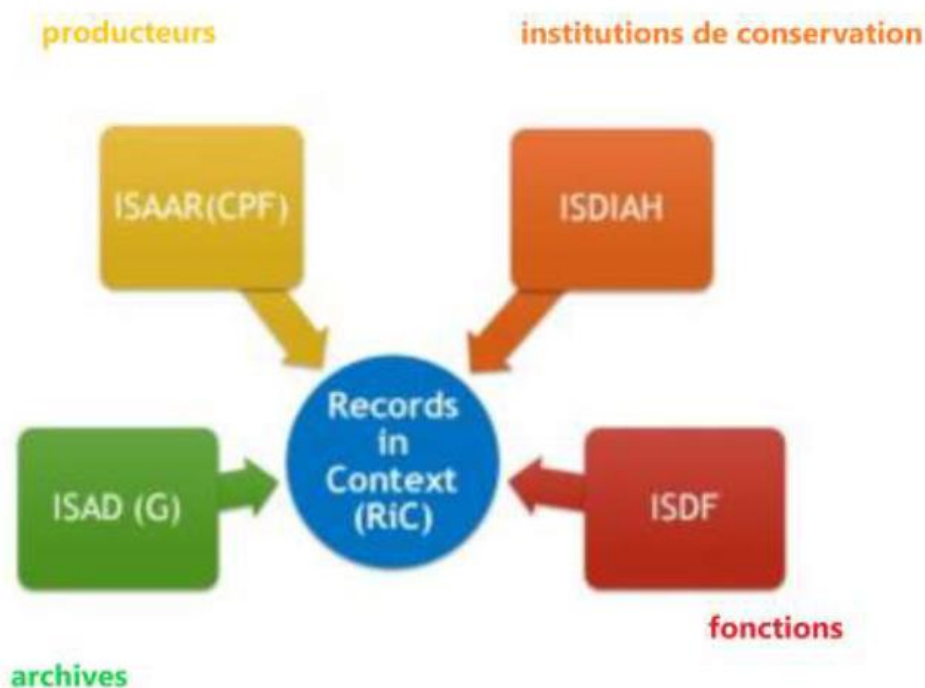 producteurs
institutions de conservation
ISAAR(CPF)
ISDIAH
Records
in
Context
(RiC)
ISAD (G)
ISDF
fonctions
archives